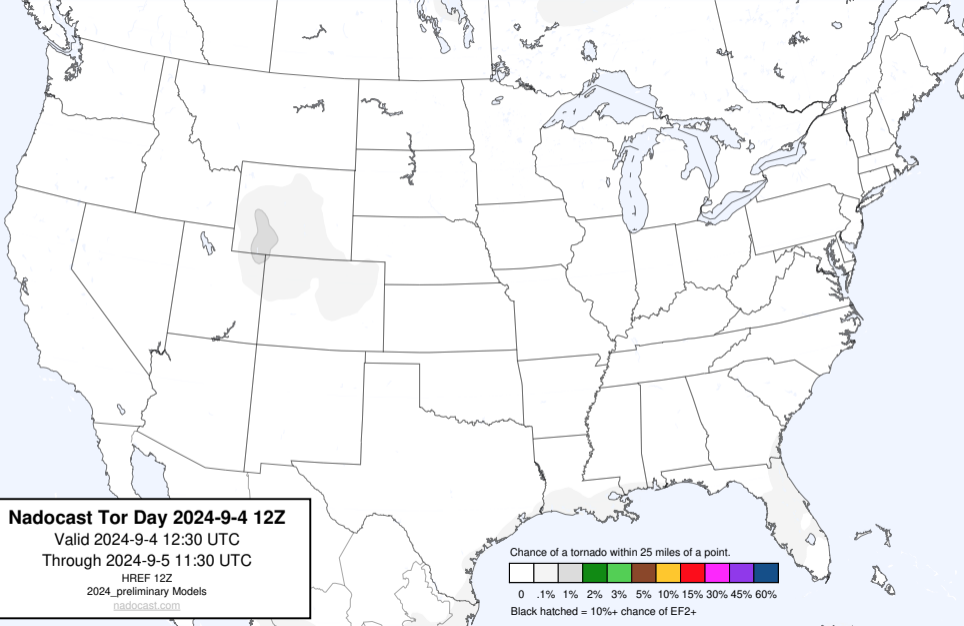 Nadocast Tor Day 2024-9-4 12Z
Valid 2024-9-4 12:30 UTC
Through 2024-9-5 11:30 UTC
HREF 12Z
2024_preliminary Models
nadocast.com
Chance of a tornado within 25 miles of a point.
0 .1% 1% 2% 3% 5% 10% 15% 30% 45% 60%
Black hatched = 10%+ chance of EF2+